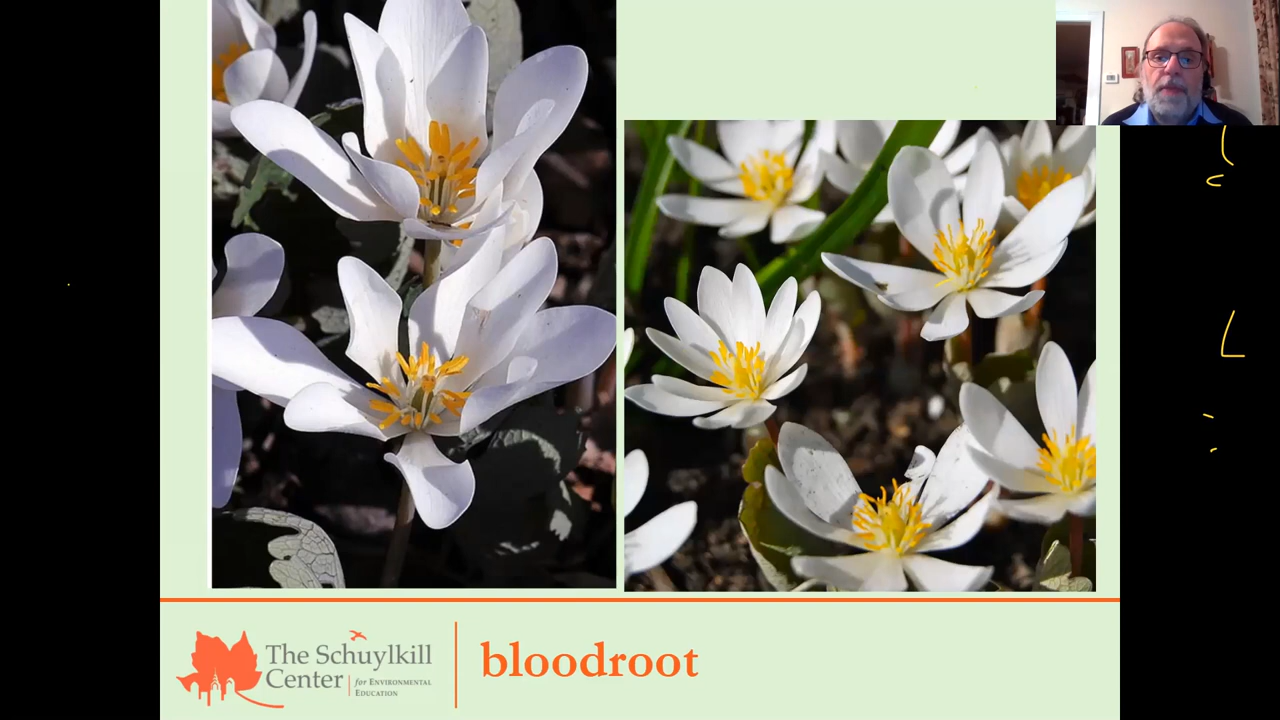 The Schuylkill
Center
for ENVIRONMENTAL
EDUCATION
bloodroot